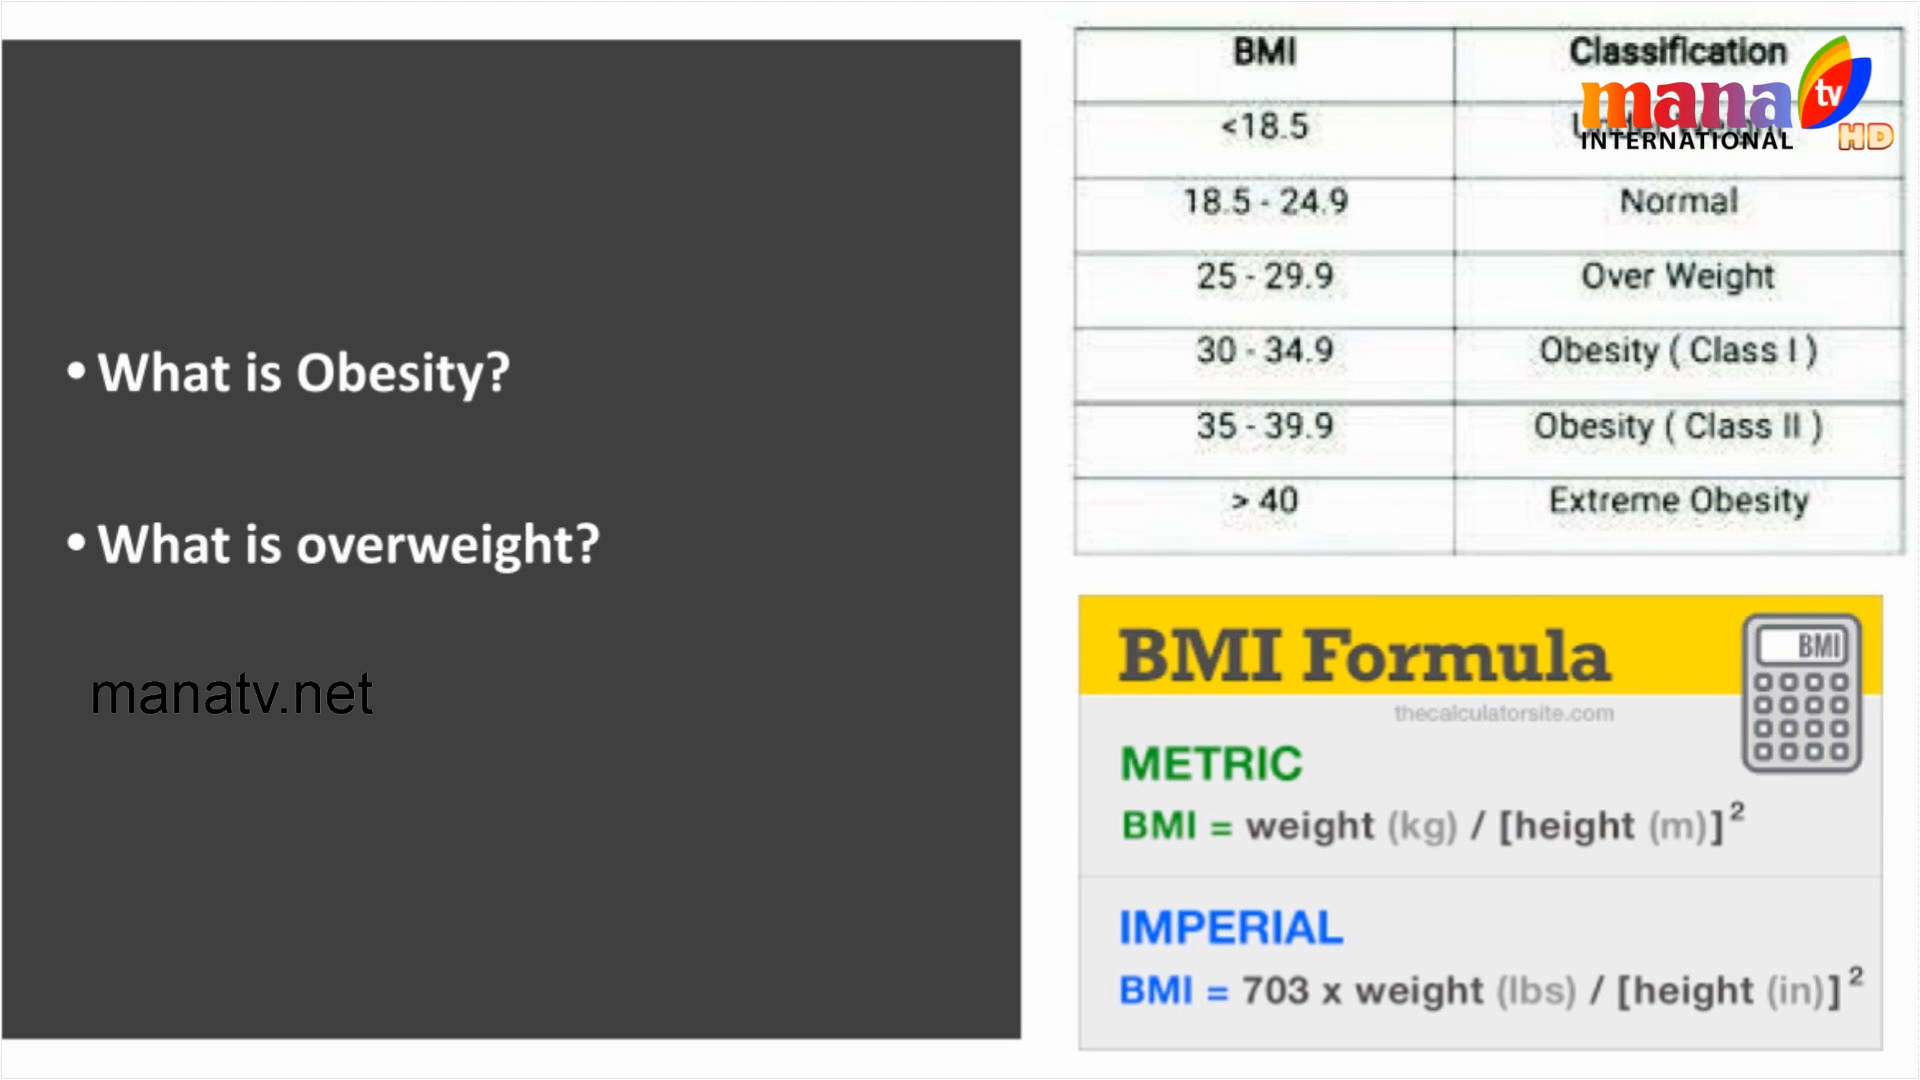 • What is Obesity?
• What is overweight?
manatv.net
BMI Classification
<18.5
18.5 - 24.9 Normal
25 - 29.9 Over Weight
30 - 34.9 Obesity ( Class I )
35 - 39.9 Obesity ( Class II )
> 40 Extreme Obesity
mana tv
INTERNATIONAL HD
BMI Formula
BMI
thecalculatorsite.com
METRIC
BMI = weight (kg) / [height (m)]²
IMPERIAL
BMI = 703 x weight (lbs) / [height (in)]²